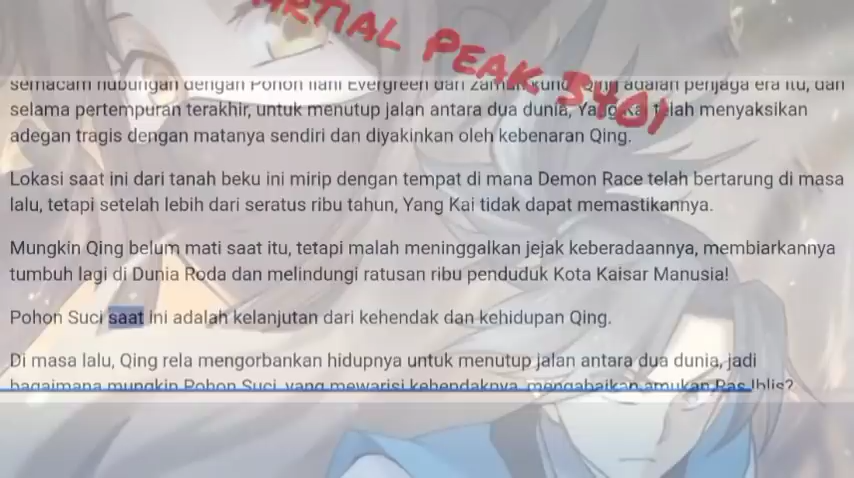 MARTIAL PEAK 3401
semacam hubungan dengan Pohon Ilahi Evergreen dari zaman kuno. Qing adalah penjaga era itu, dan
selama pertempuran terakhir, untuk menutup jalan antara dua dunia, Yang Kai telah menyaksikan
adegan tragis dengan matanya sendiri dan diyakinkan oleh kebenaran Qing.
Lokasi saat ini dari tanah beku ini mirip dengan tempat di mana Demon Race telah bertarung di masa
lalu, tetapi setelah lebih dari seratus ribu tahun, Yang Kai tidak dapat memastikannya.
Mungkin Qing belum mati saat itu, tetapi malah meninggalkan jejak keberadaannya, membiarkannya
tumbuh lagi di Dunia Roda dan melindungi ratusan ribu penduduk Kota Kaisar Manusia!
Pohon Suci saat ini adalah kelanjutan dari kehendak dan kehidupan Qing.
Di masa lalu, Qing rela mengorbankan hidupnya untuk menutup jalan antara dua dunia, jadi
bagaimana mungkin Pohon Suci, yang mewarisi kehendaknya, mengabaikan amukan Ras Iblis?